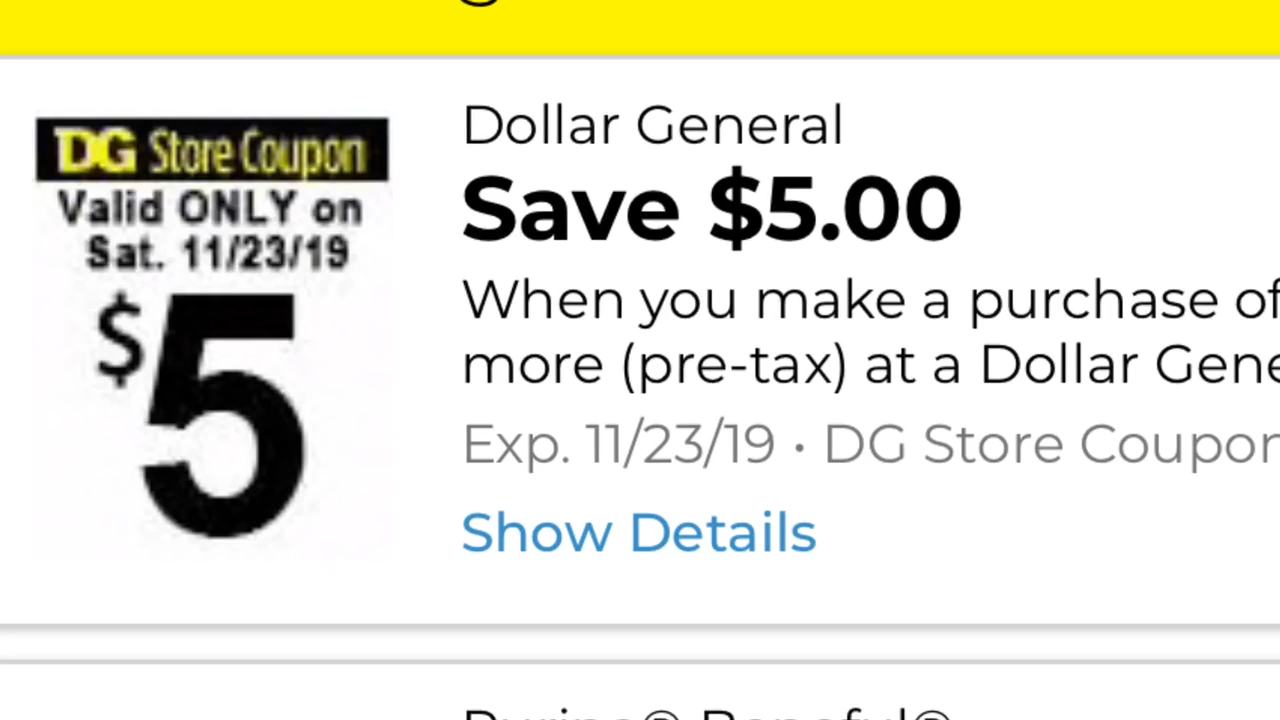 DG Store Coupon
Valid ONLY on
Sat. 11/23/19
$5
Dollar General
Save $5.00
When you make a purchase of
more (pre-tax) at a Dollar Gene
Exp. 11/23/19 • DG Store Coupon
Show Details